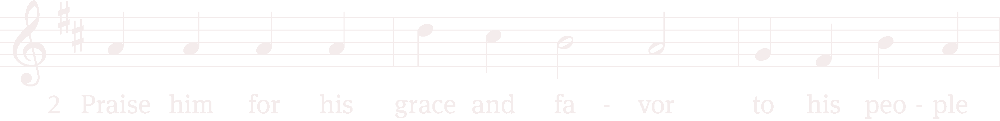 2 Praise him for his grace and fa - vor to his peo - ple